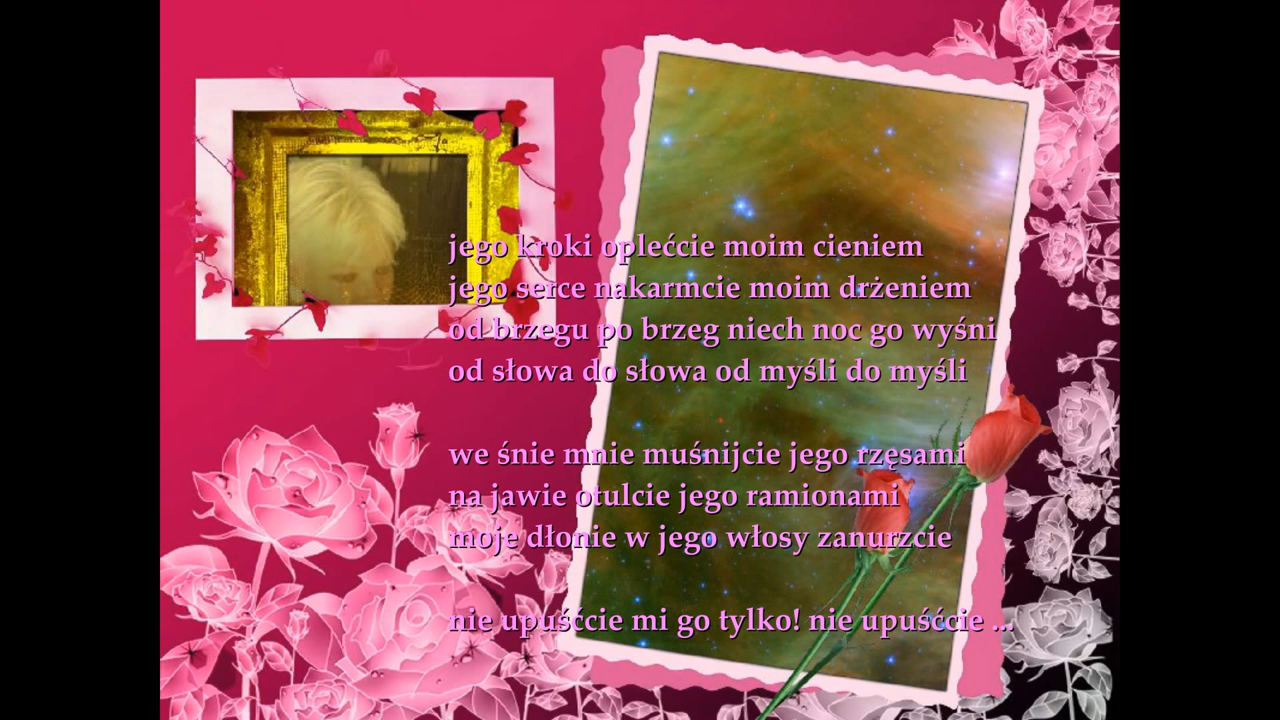 jego kroki oplećcie moim cieniem
jego serce nakarmcie moim drżeniem
od brzegu po brzeg niech noc go wyśni
od słowa do słowa od myśli do myśli
we śnie mnie muśnijcie jego rzęsami
na jawie otulcie jego ramionami
moje dłonie w jego włosy zanurzcie
nie upuśćcie mi go tylko! nie upuśćcie ...